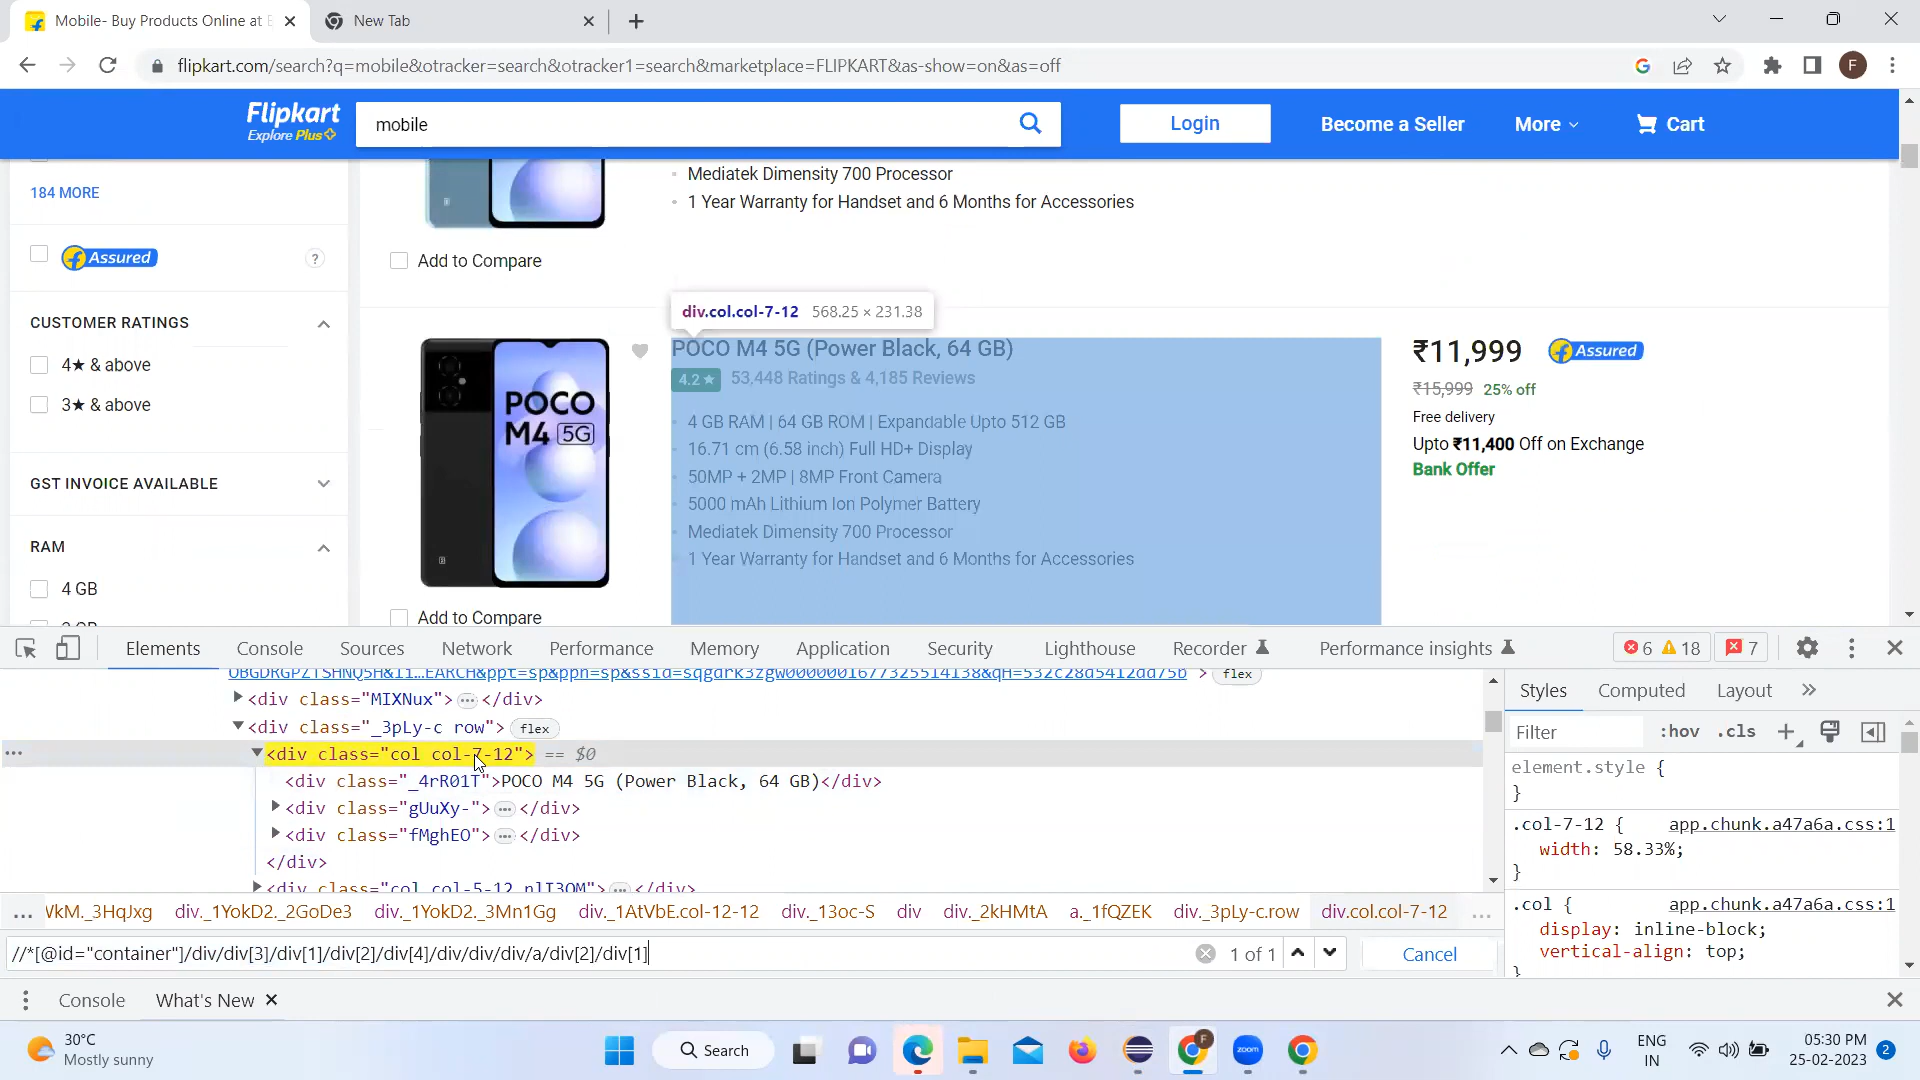 Mobile- Buy Products Online at
New Tab
flipkart.com/search?q=mobile&otracker=search&otracker1=search&marketplace=FLIPKART&as-show=on&as=off
F
Flipkart
Explore Plus
mobile
Login
Become a Seller
More
Cart
184 MORE
Assured
?
CUSTOMER RATINGS
4★ & above
3★ & above
GST INVOICE AVAILABLE
RAM
4 GB
Mediatek Dimensity 700 Processor
1 Year Warranty for Handset and 6 Months for Accessories
Add to Compare
div.col.col-7-12 568.25 × 231.38
POCO
M4 5G
POCO M4 5G (Power Black, 64 GB)
4.2 ★ 53,448 Ratings & 4,185 Reviews
4 GB RAM | 64 GB ROM | Expandable Upto 512 GB
16.71 cm (6.58 inch) Full HD+ Display
50MP + 2MP | 8MP Front Camera
5000 mAh Lithium Ion Polymer Battery
Mediatek Dimensity 700 Processor
1 Year Warranty for Handset and 6 Months for Accessories
Add to Compare
₹11,999 Assured
₹15,999 25% off
Free delivery
Upto ₹11,400 Off on Exchange
Bank Offer
Elements Console Sources Network Performance Memory Application Security Lighthouse Recorder Performance insights 6 18 7
flex
<div class="MIXNux"> … </div>
<div class="_3pLy-c row"> flex
… <div class="col col-7-12"> == $0
<div class="_4rR01T">POCO M4 5G (Power Black, 64 GB)</div>
<div class="gUuXy-"> … </div>
<div class="fMghEO"> … </div>
</div>
<div class="col col-5-12 nlI3QM"> … </div>
… VkM._3HqJxg div._1YokD2._2GoDe3 div._1YokD2._3Mn1Gg div._1AtVbE.col-12-12 div._13oc-S div div._2kHMtA a._1fQZEK div._3pLy-c.row div.col.col-7-12 …
//*[@id="container"]/div/div[3]/div[1]/div[2]/div[4]/div/div/div/a/div[2]/div[1]
1 of 1
Cancel
Styles Computed Layout »
Filter :hov .cls
element.style {
}
.col-7-12 { app.chunk.a47a6a.css:1
width: 58.33%;
}
.col { app.chunk.a47a6a.css:1
display: inline-block;
vertical-align: top;
}
Console What's New
30°C
Mostly sunny
Search
F
zoom
ENG
IN
05:30 PM
25-02-2023
2